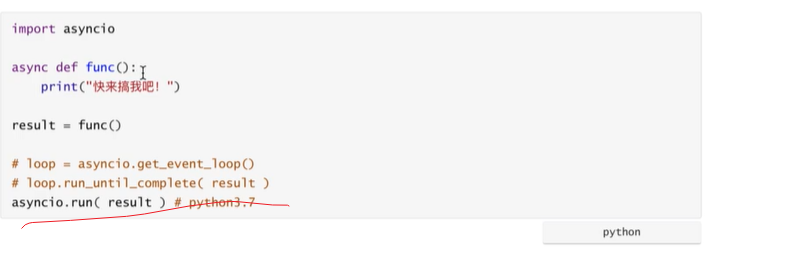 import asyncio
async def func():
print("快来搞我吧！")
result = func()
# loop = asyncio.get_event_loop()
# loop.run_until_complete( result )
asyncio.run( result ) # python3.7
python